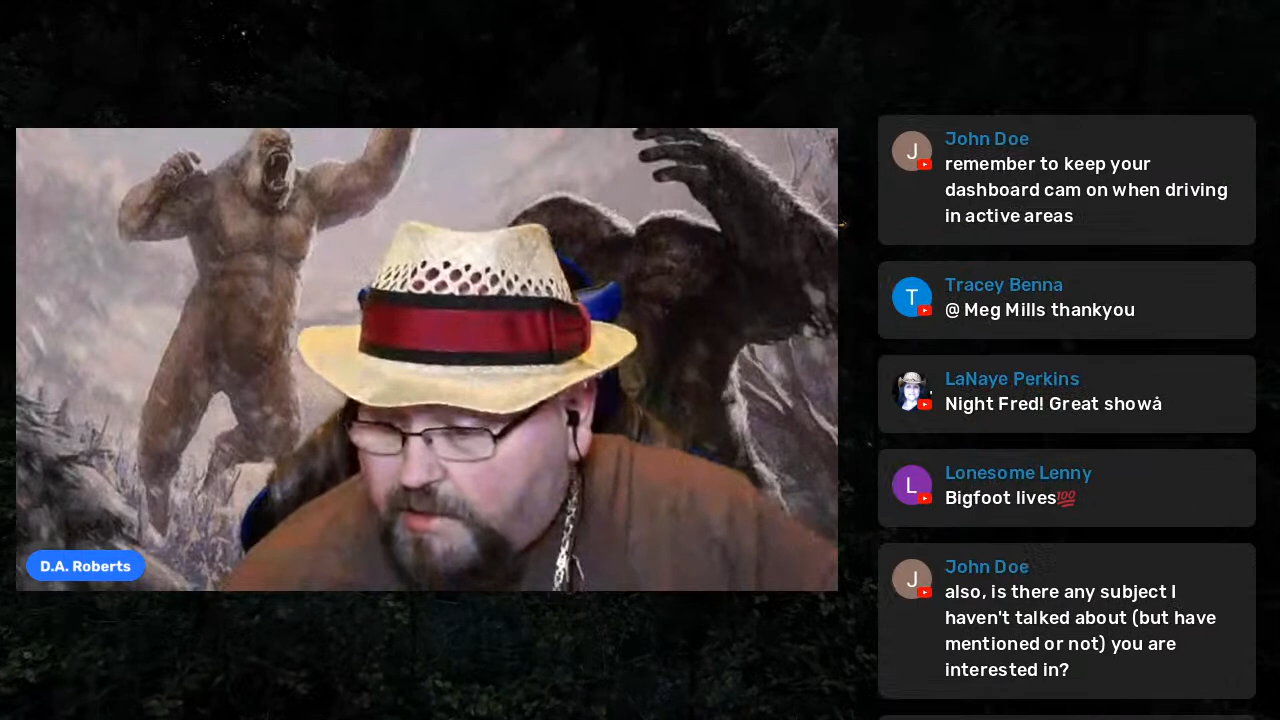 D.A. Roberts
John Doe
remember to keep your
dashboard cam on when driving
in active areas
Tracey Benna
@ Meg Mills thankyou
LaNaye Perkins
Night Fred! Great showå
Lonesome Lenny
Bigfoot lives💯
John Doe
also, is there any subject I
haven't talked about (but have
mentioned or not) you are
interested in?
J
T
L
J